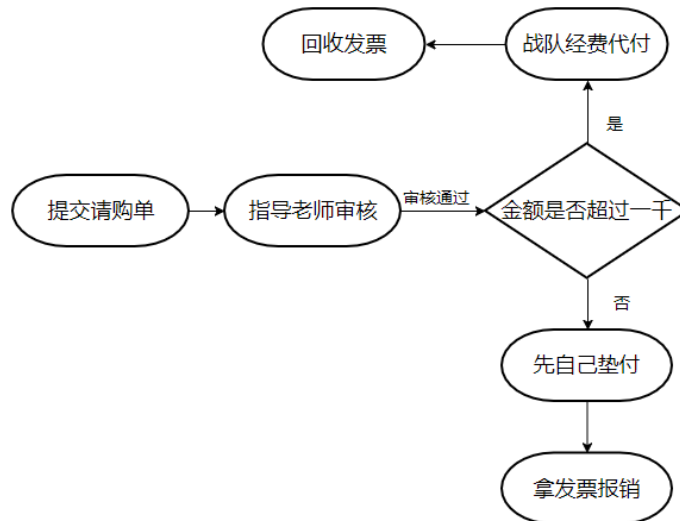 回收发票
战队经费代付
是
提交请购单
指导老师审核
审核通过
金额是否超过一千
否
先自己垫付
拿发票报销